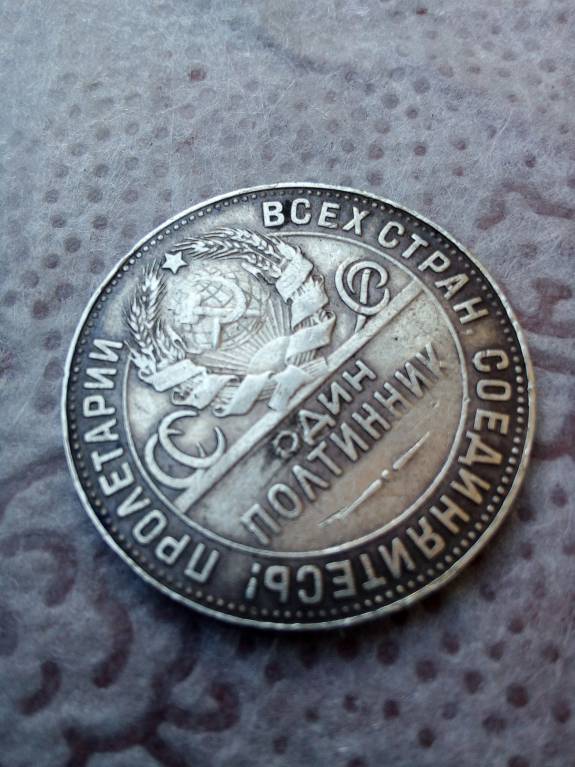 ПРОЛЕТАРИИ ВСЕХ СТРАН СОЕДИНЯЙТЕСЬ!
СССР
ОДИН
ПОЛТИННИК